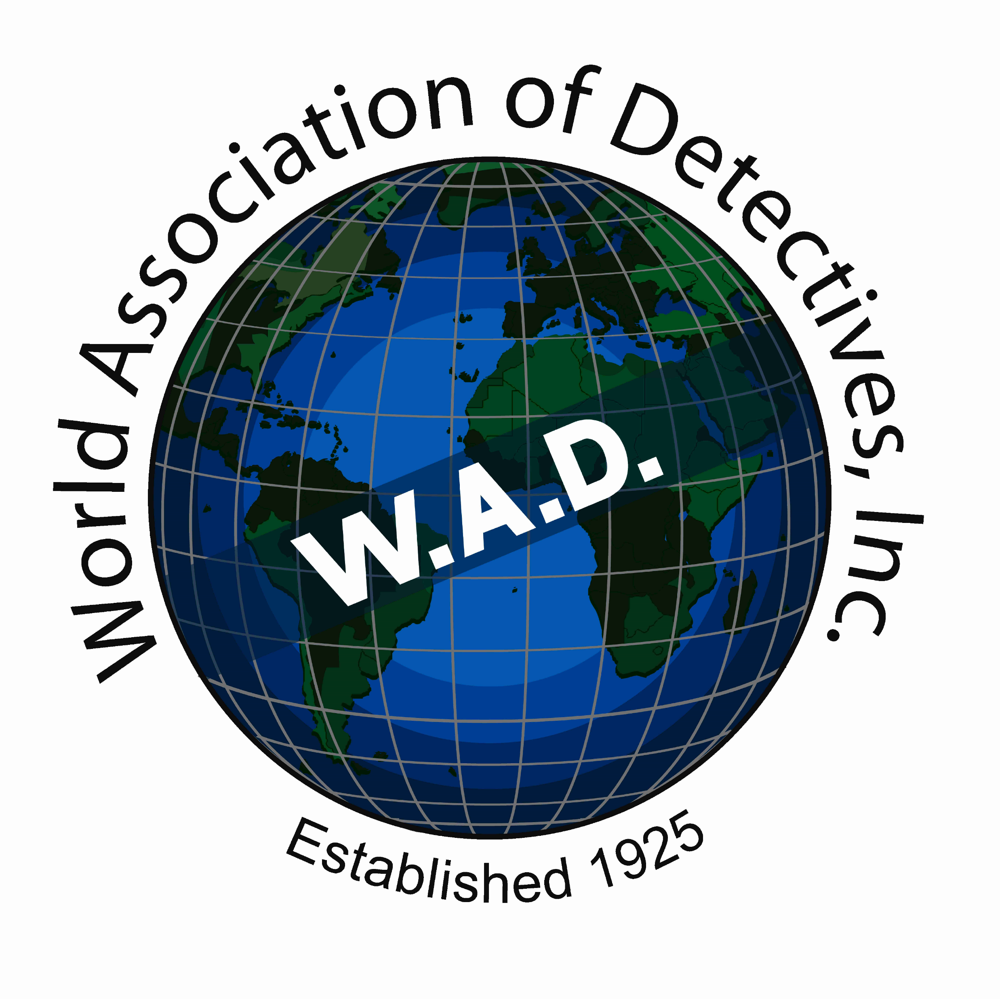 World Association of Detectives, Inc.
W.A.D.
Established 1925